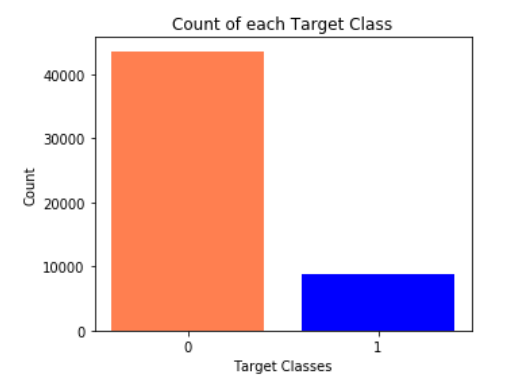 Count of each Target Class
40000
30000
20000
10000
0
Count
0 1
Target Classes